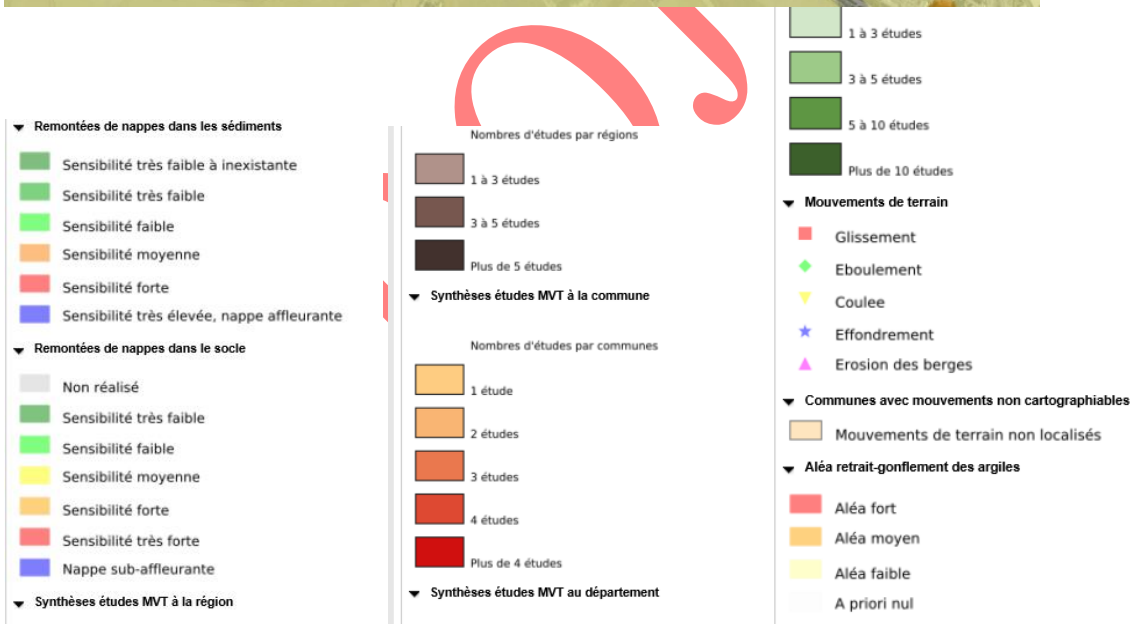 Remontées de nappes dans les sédiments
Sensibilité très faible à inexistante
Sensibilité très faible
Sensibilité faible
Sensibilité moyenne
Sensibilité forte
Sensibilité très élevée, nappe affleurante
Remontées de nappes dans le socle
Non réalisé
Sensibilité très faible
Sensibilité faible
Sensibilité moyenne
Sensibilité forte
Sensibilité très forte
Nappe sub-affleurante
Synthèses études MVT à la région
Nombres d'études par régions
1 à 3 études
3 à 5 études
Plus de 5 études
Synthèses études MVT à la commune
Nombres d'études par communes
1 étude
2 études
3 études
4 études
Plus de 4 études
Synthèses études MVT au département
1 à 3 études
3 à 5 études
5 à 10 études
Plus de 10 études
Mouvements de terrain
Glissement
Eboulement
Coulee
Effondrement
Erosion des berges
Communes avec mouvements non cartographiables
Mouvements de terrain non localisés
Aléa retrait-gonflement des argiles
Aléa fort
Aléa moyen
Aléa faible
A priori nul